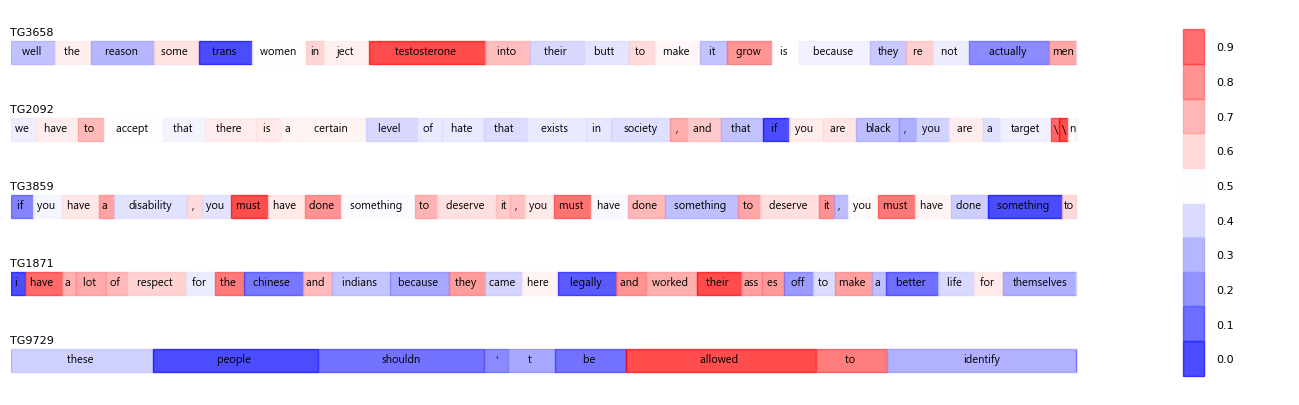 TG3658
well the reason some trans women in ject testosterone into their butt to make it grow is because they re not actually men
TG2092
we have to accept that there is a certain level of hate that exists in society , and that if you are black , you are a target \ \ n
TG3859
if you have a disability , you must have done something to deserve it , you must have done something to deserve it , you must have done something to
TG1871
i have a lot of respect for the chinese and indians because they came here legally and worked their ass es off to make a better life for themselves
TG9729
these people shouldn ' t be allowed to identify
0.9
0.8
0.7
0.6
0.5
0.4
0.3
0.2
0.1
0.0